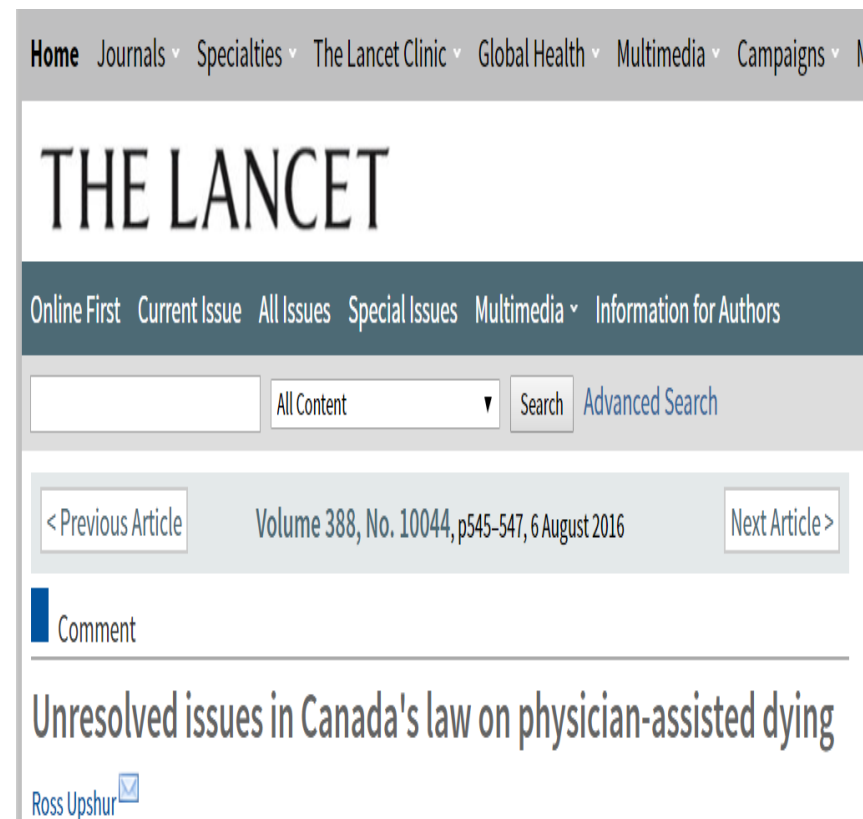 Home Journals Specialties The Lancet Clinic Global Health Multimedia Campaigns
THE LANCET
Online First Current Issue All Issues Special Issues Multimedia Information for Authors
All Content Search Advanced Search
< Previous Article Volume 388, No. 10044, p545–547, 6 August 2016 Next Article >
Comment
Unresolved issues in Canada's law on physician-assisted dying
Ross Upshur